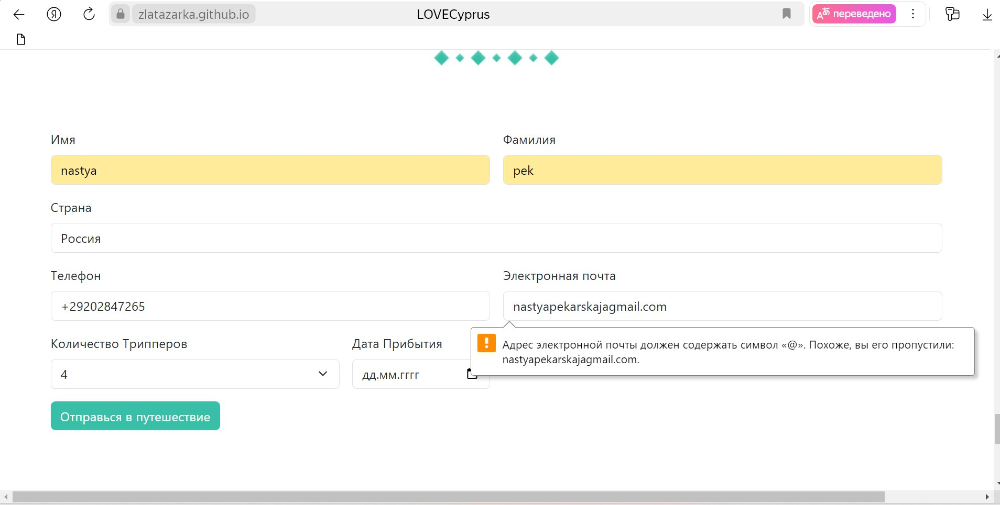 zlatazarka.github.io
LOVECyprus
переведено
Имя
Фамилия
nastya
pek
Страна
Россия
Телефон
Электронная почта
+29202847265
nastyapekarskajagmail.com
Количество Трипперов
Дата Прибытия
Адрес электронной почты должен содержать символ «@». Похоже, вы его пропустили:
nastyapekarskajagmail.com.
4
дд.мм.гггг
Отправься в путешествие